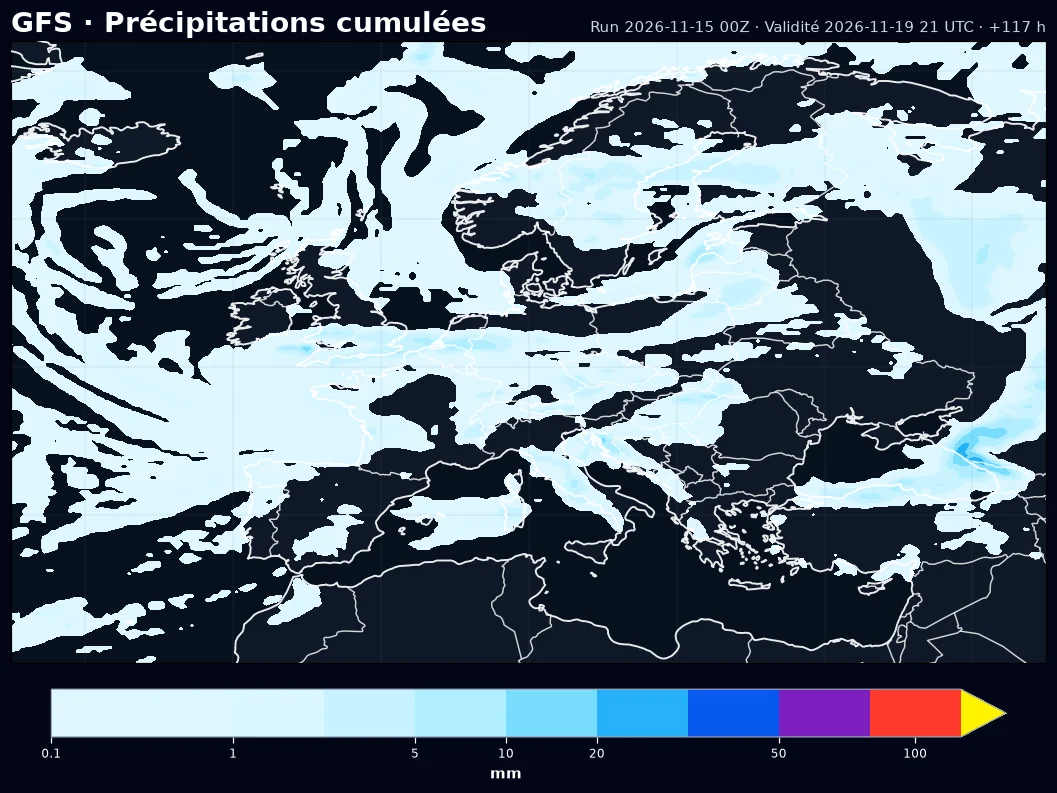 GFS · Précipitations cumulées
Run 2026-11-15 00Z · Validité 2026-11-19 21 UTC · +117 h
0.1 1 5 10 20 50 100
mm